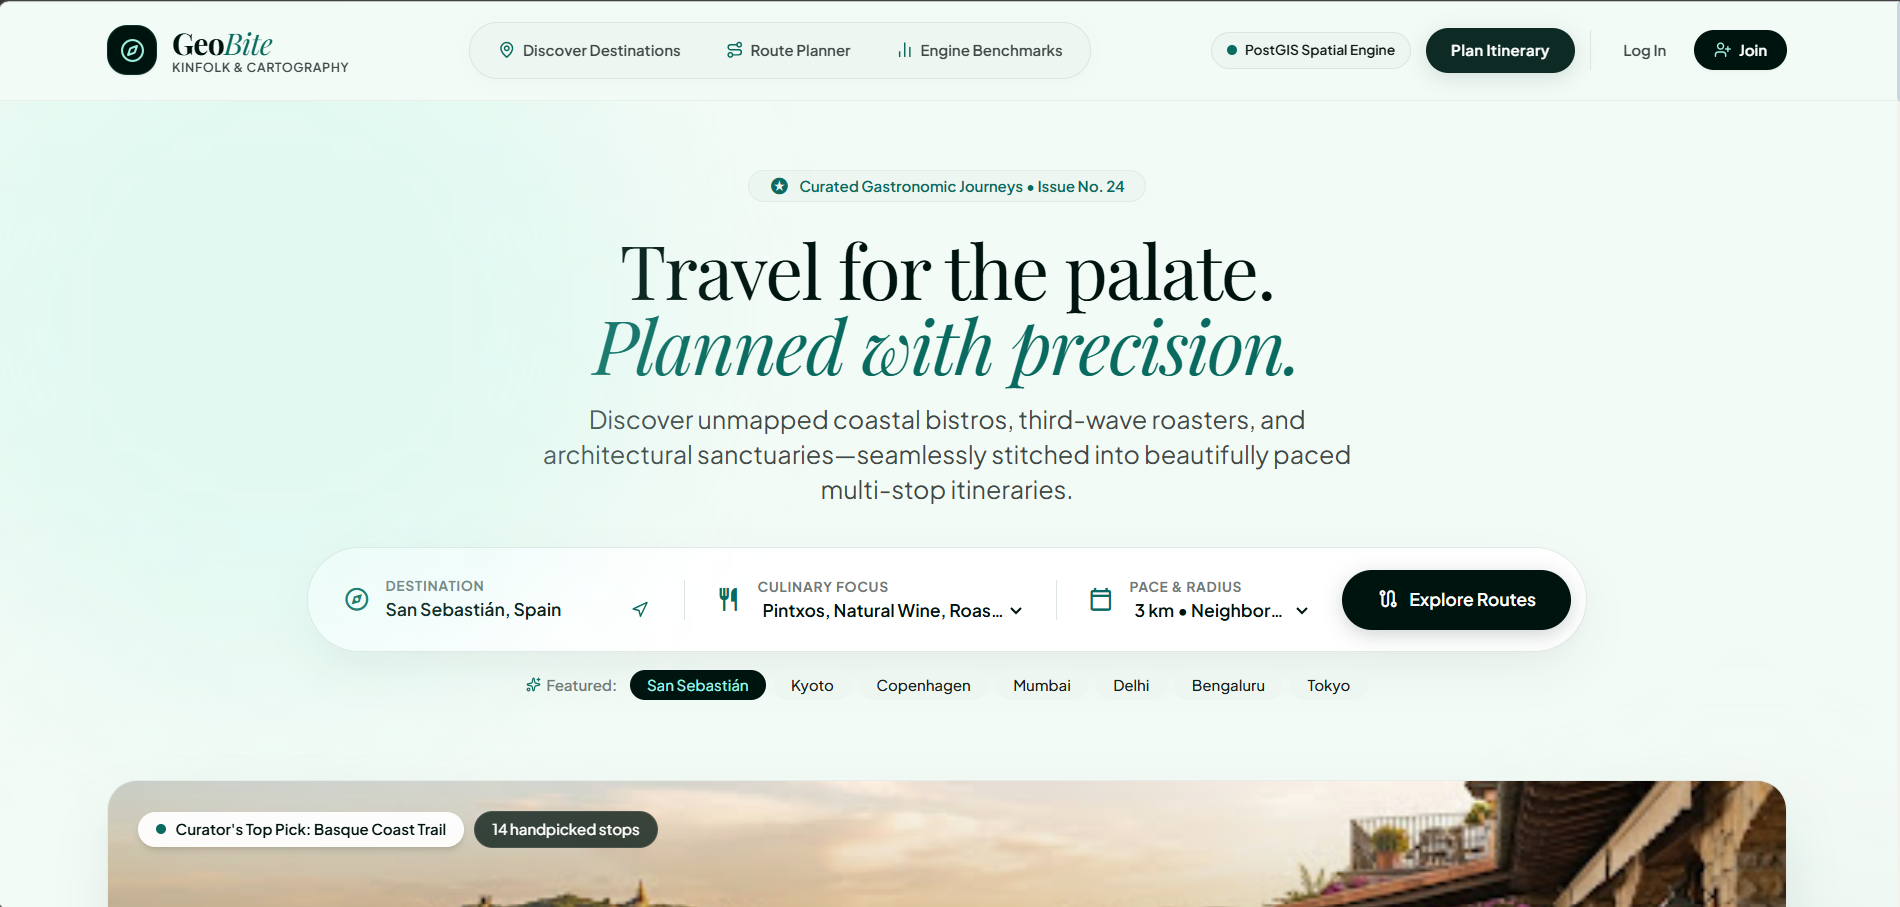 GeoBite
KINFOLK & CARTOGRAPHY
Discover Destinations
Route Planner
Engine Benchmarks
PostGIS Spatial Engine
Plan Itinerary
Log In
Join
Curated Gastronomic Journeys • Issue No. 24
Travel for the palate.
Planned with precision.
Discover unmapped coastal bistros, third-wave roasters, and
architectural sanctuaries—seamlessly stitched into beautifully paced
multi-stop itineraries.
DESTINATION
San Sebastián, Spain
CULINARY FOCUS
Pintxos, Natural Wine, Roas...
PACE & RADIUS
3 km • Neighbor...
Explore Routes
Featured:
San Sebastián
Kyoto
Copenhagen
Mumbai
Delhi
Bengaluru
Tokyo
Curator's Top Pick: Basque Coast Trail
14 handpicked stops